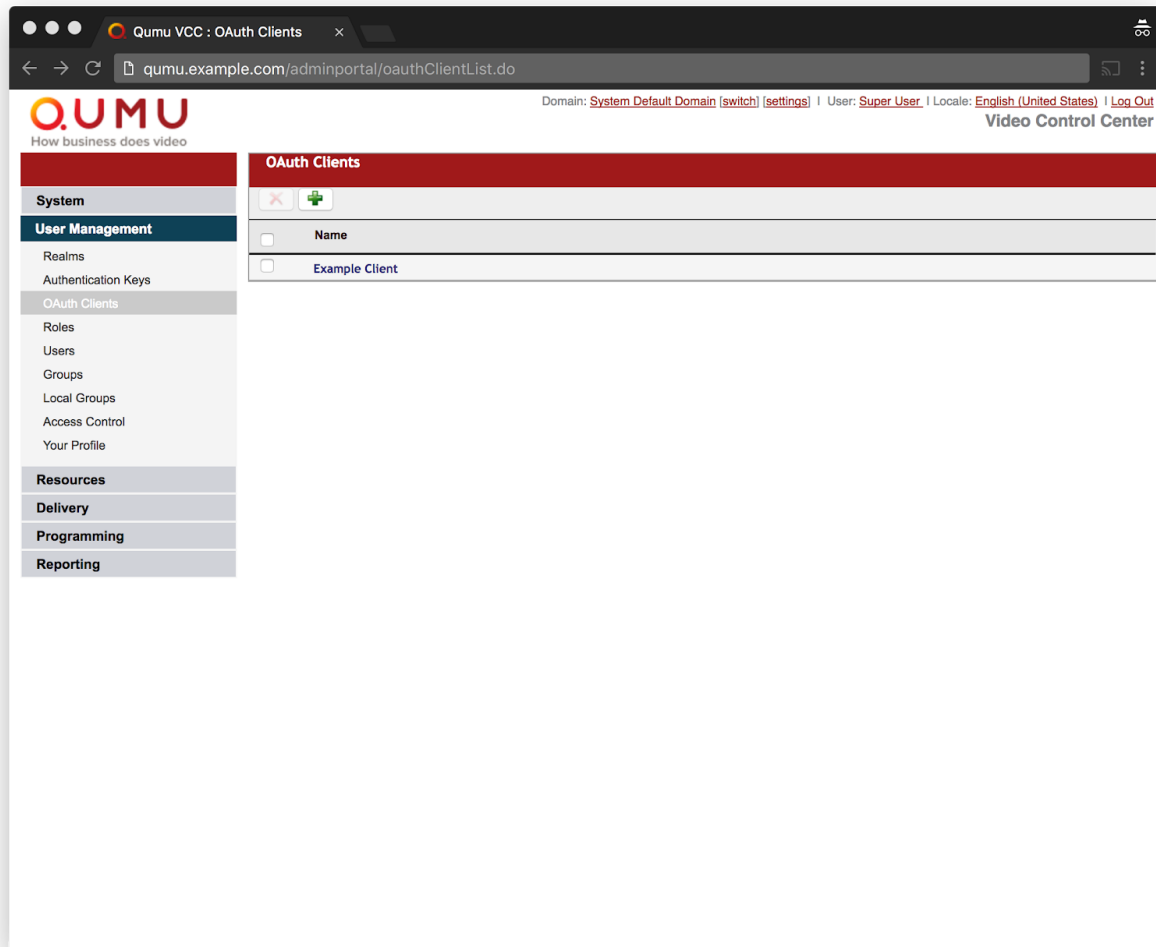 Qumu VCC : OAuth Clients
qumu.example.com/adminportal/oauthClientList.do
QUMU
How business does video
Domain: System Default Domain [switch] [settings] | User: Super User | Locale: English (United States) | Log Out
Video Control Center
OAuth Clients
System
User Management
Realms
Authentication Keys
OAuth Clients
Roles
Users
Groups
Local Groups
Access Control
Your Profile
Resources
Delivery
Programming
Reporting
Name
Example Client